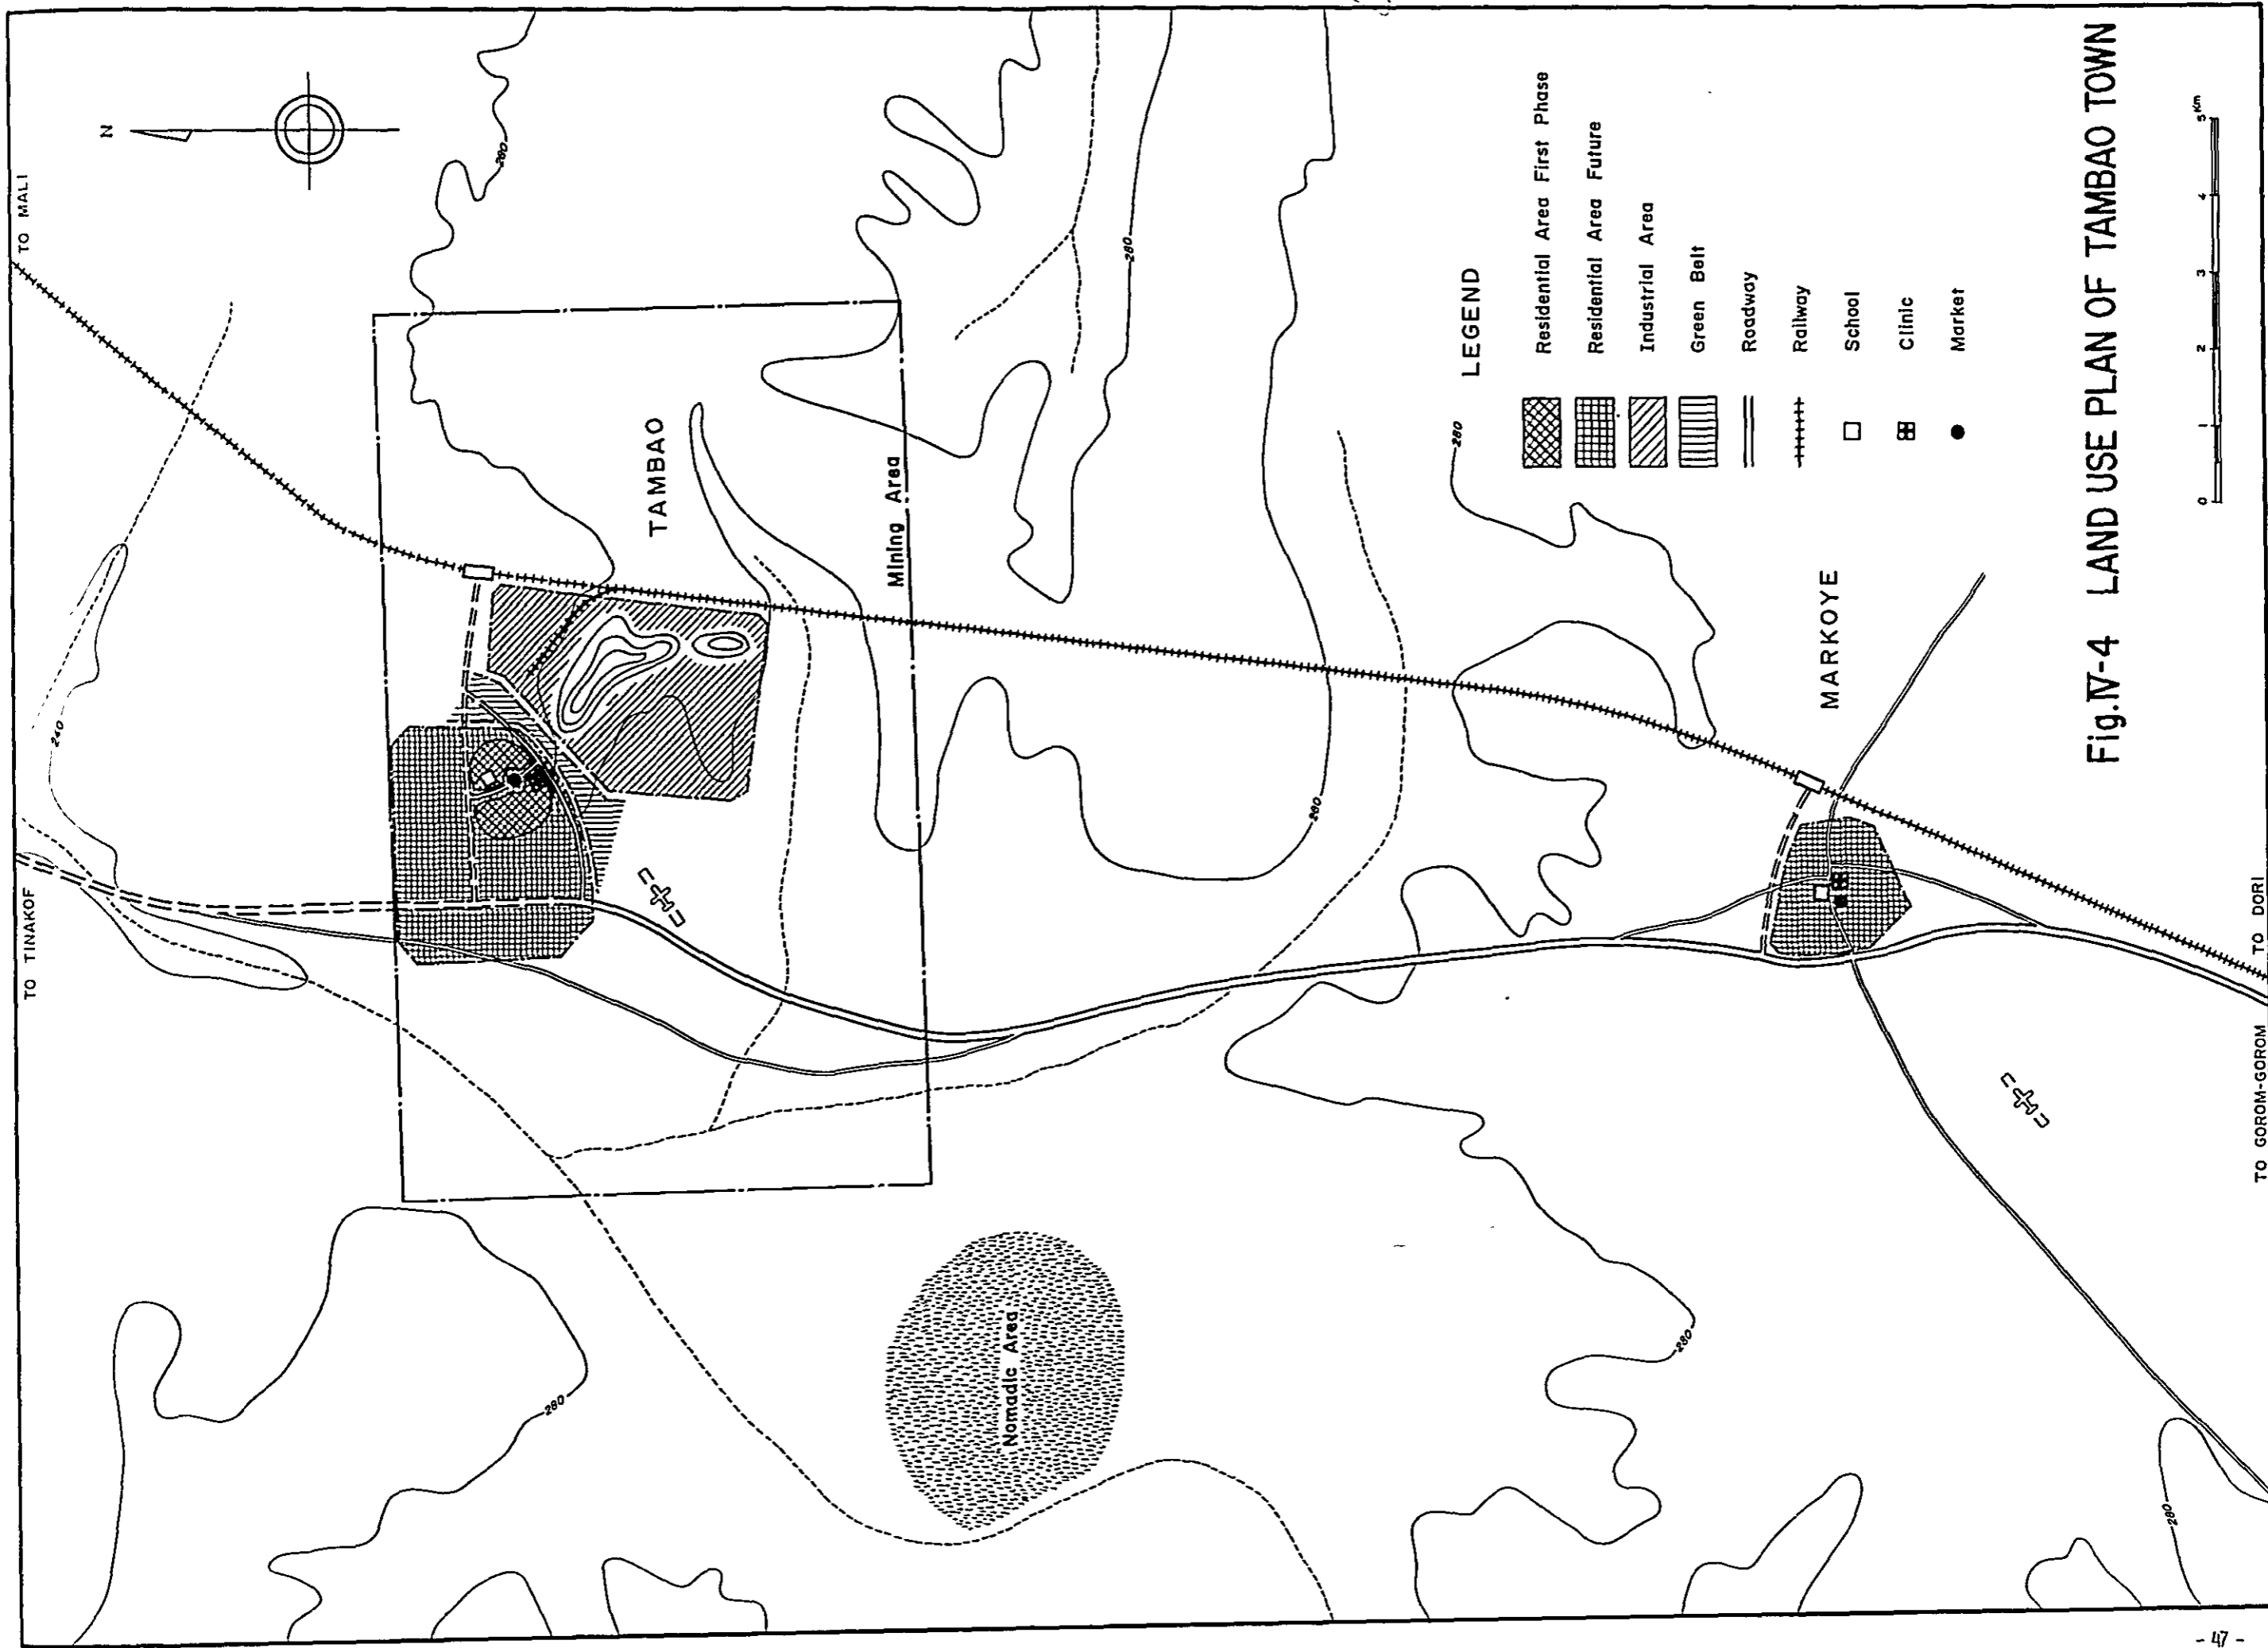 TO MALI
N
TO TINAKOF
240
280
TAMBAO
Mining Area
280
280
280
Nomadic Area
280
280
MARKOYE
280
TO GOROM-GOROM
TO DORI
LEGEND
Residential Area First Phase
Residential Area Future
Industrial Area
Green Belt
Roadway
Railway
School
Clinic
Market
Fig.IV-4 LAND USE PLAN OF TAMBAO TOWN
0 1 2 3 4 5 Km
- 47 -